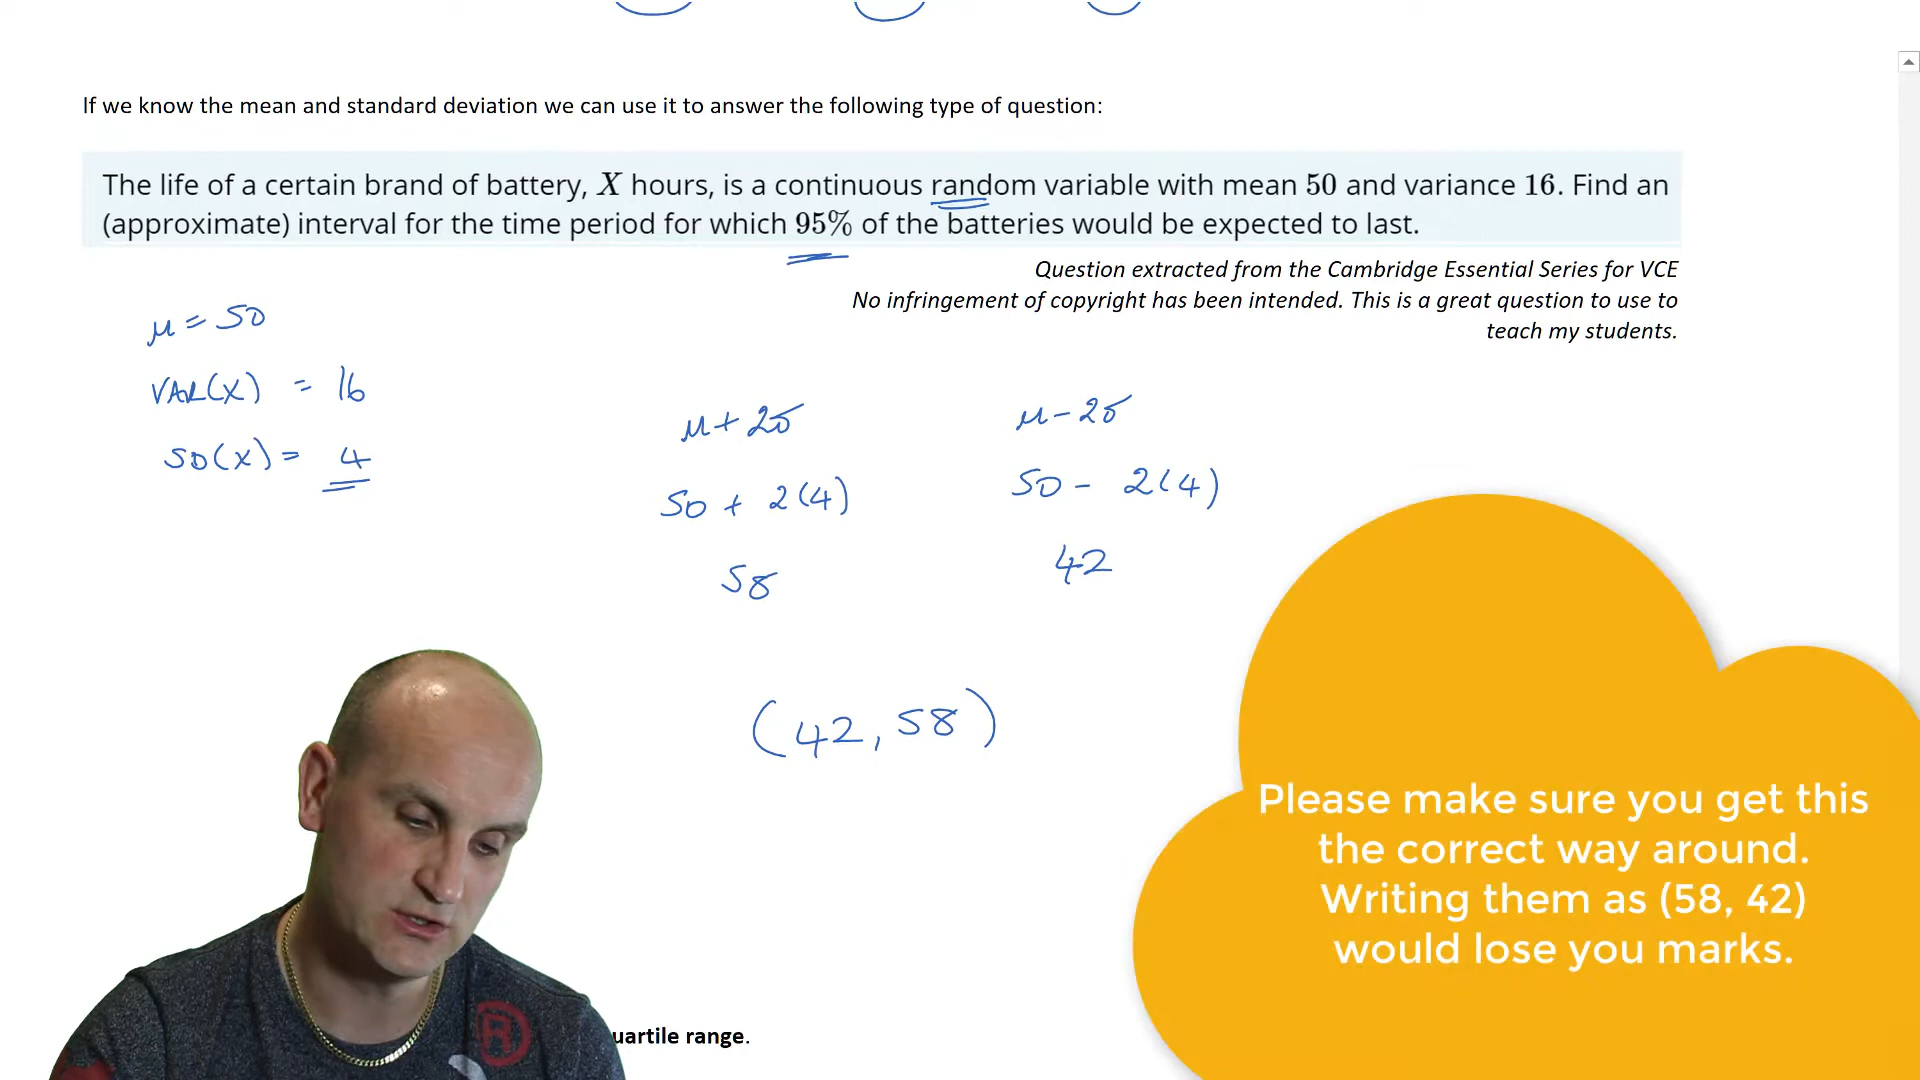 If we know the mean and standard deviation we can use it to answer the following type of question:
The life of a certain brand of battery, X hours, is a continuous random variable with mean 50 and variance 16. Find an
(approximate) interval for the time period for which 95% of the batteries would be expected to last.
Question extracted from the Cambridge Essential Series for VCE
No infringement of copyright has been intended. This is a great question to use to
teach my students.
μ = 50
VAR(X) = 16
SD(X) = 4
μ + 2σ
50 + 2(4)
58
μ - 2σ
50 - 2(4)
42
(42, 58)
Please make sure you get this
the correct way around.
Writing them as (58, 42)
would lose you marks.
R
uartile range.